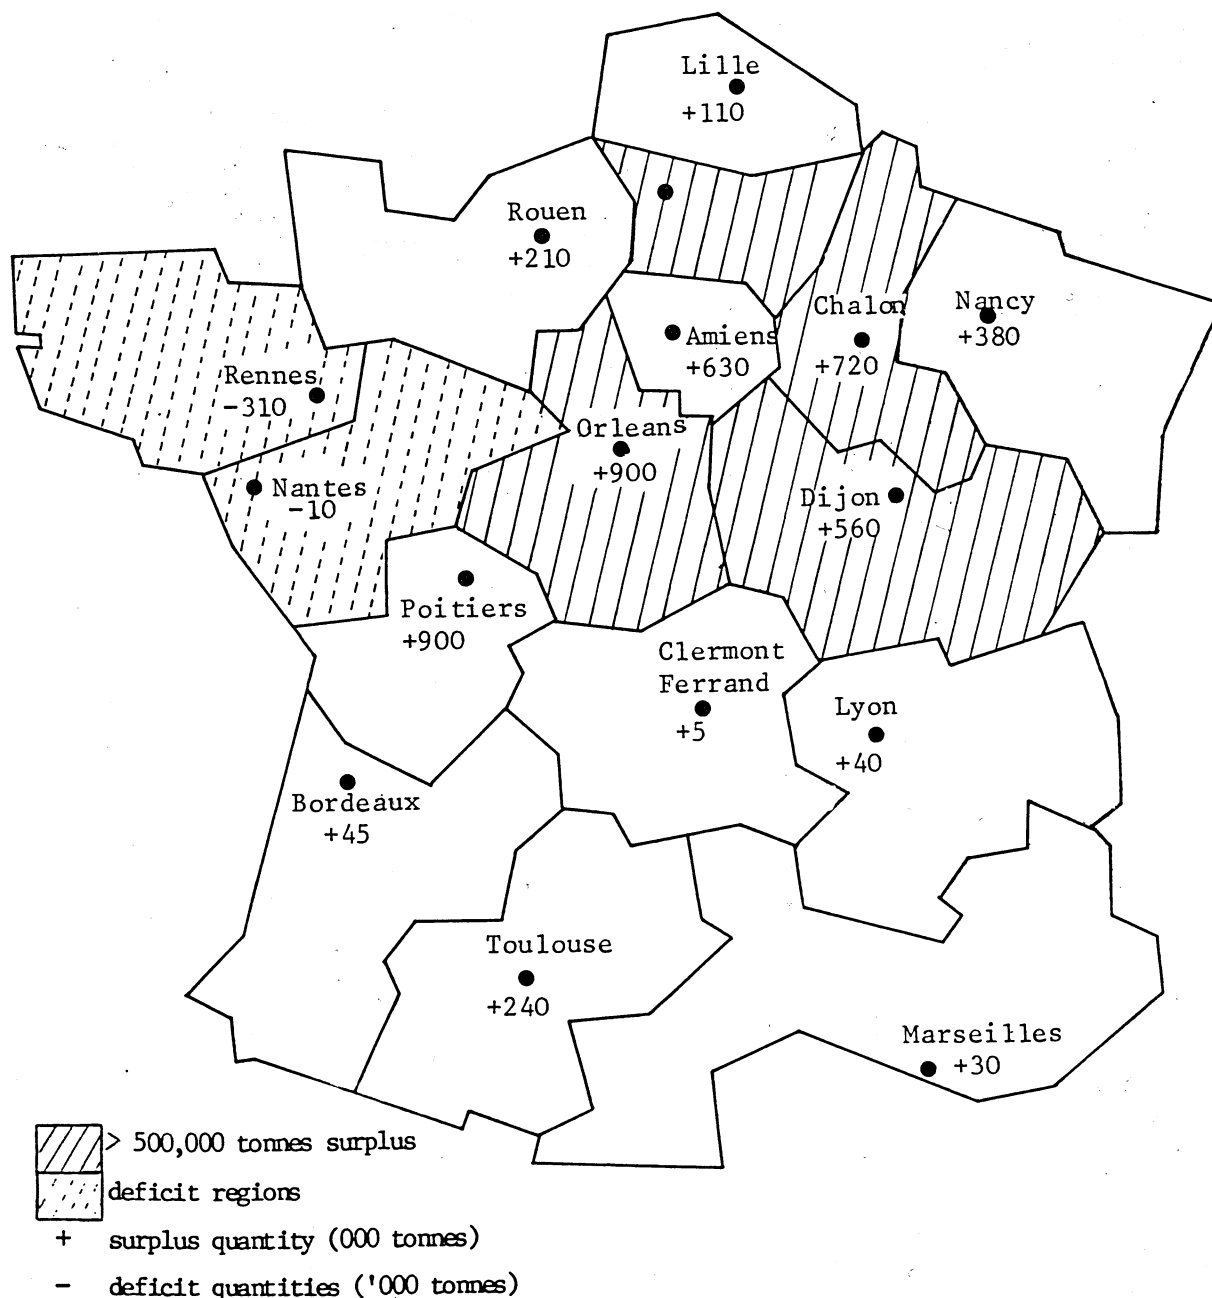 Lille
+110
Rouen
+210
Chalon
+720
Nancy
+380
Amiens
+630
Rennes
-310
Orleans
+900
Nantes
-10
Dijon
+560
Poitiers
+900
Clermont
Ferrand
+5
Lyon
+40
Bordeaux
+45
Toulouse
+240
Marseilles
+30
> 500,000 tonnes surplus
deficit regions
+ surplus quantity (000 tonnes)
- deficit quantities ('000 tonnes)